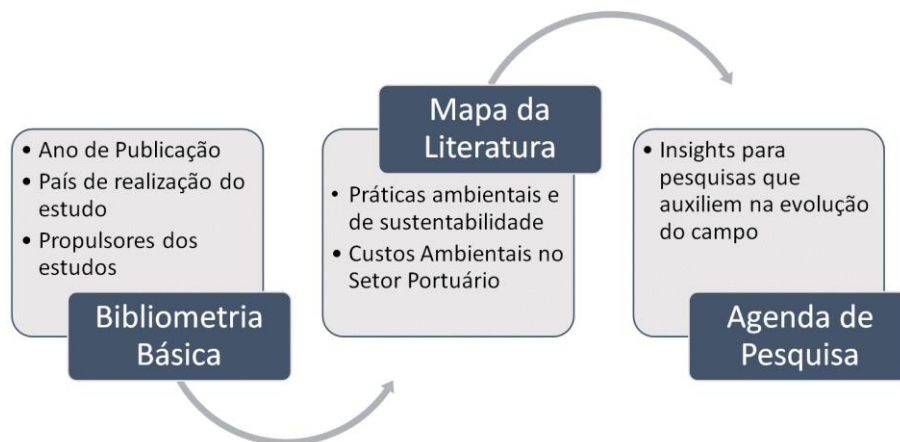 • Ano de Publicação
• País de realização do
estudo
• Propulsores dos
estudos
Bibliometria
Básica
Mapa da
Literatura
• Práticas ambientais e
de sustentabilidade
• Custos Ambientais no
Setor Portuário
• Insights para
pesquisas que
auxiliem na evolução
do campo
Agenda de
Pesquisa